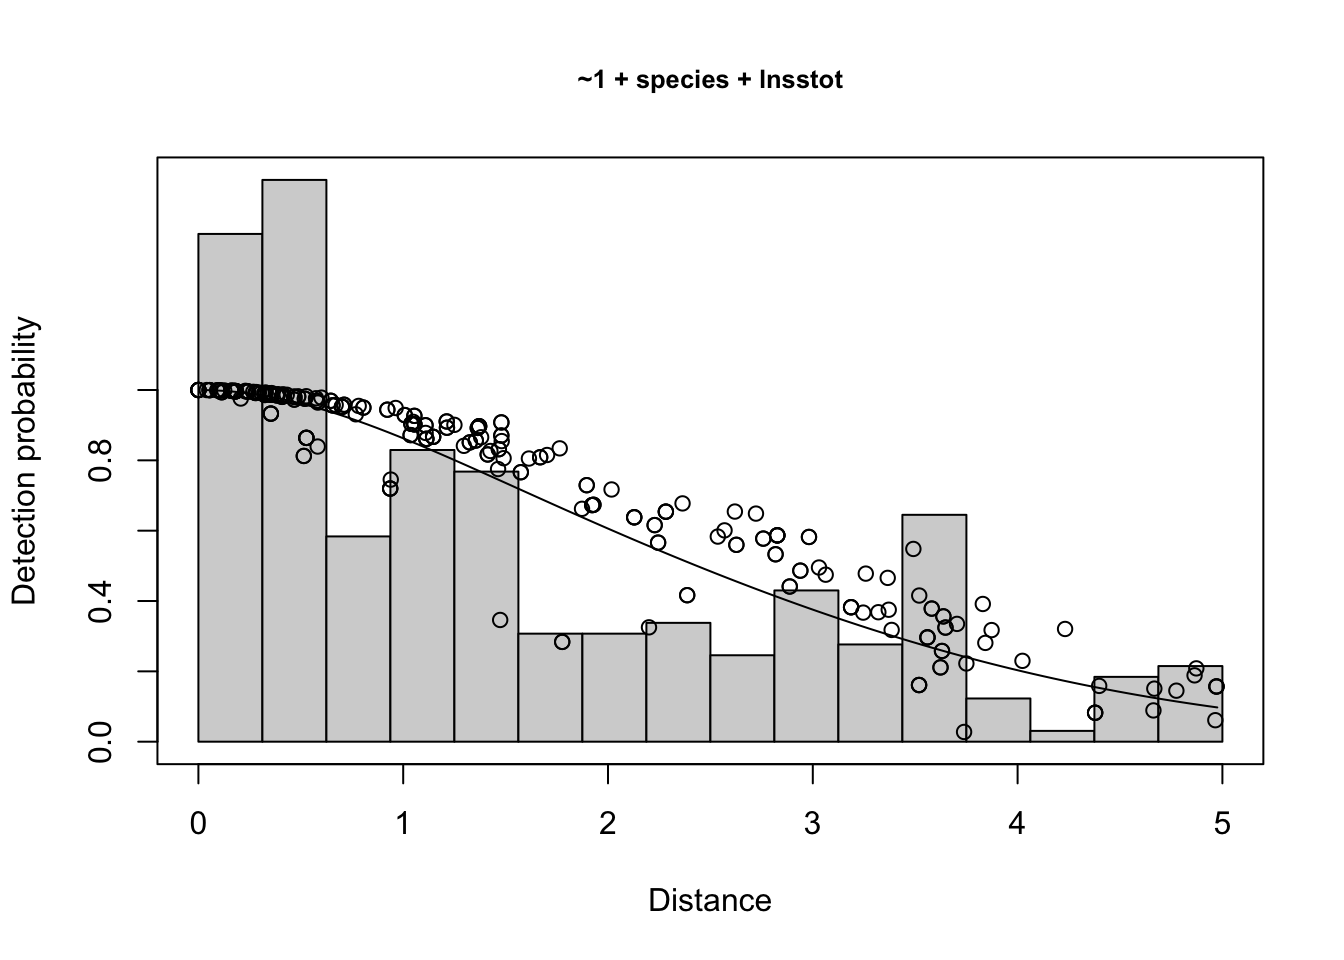 ~1 + species + lnsstot
Detection probability
0.8
0.4
0.0
0 1 2 3 4 5
Distance